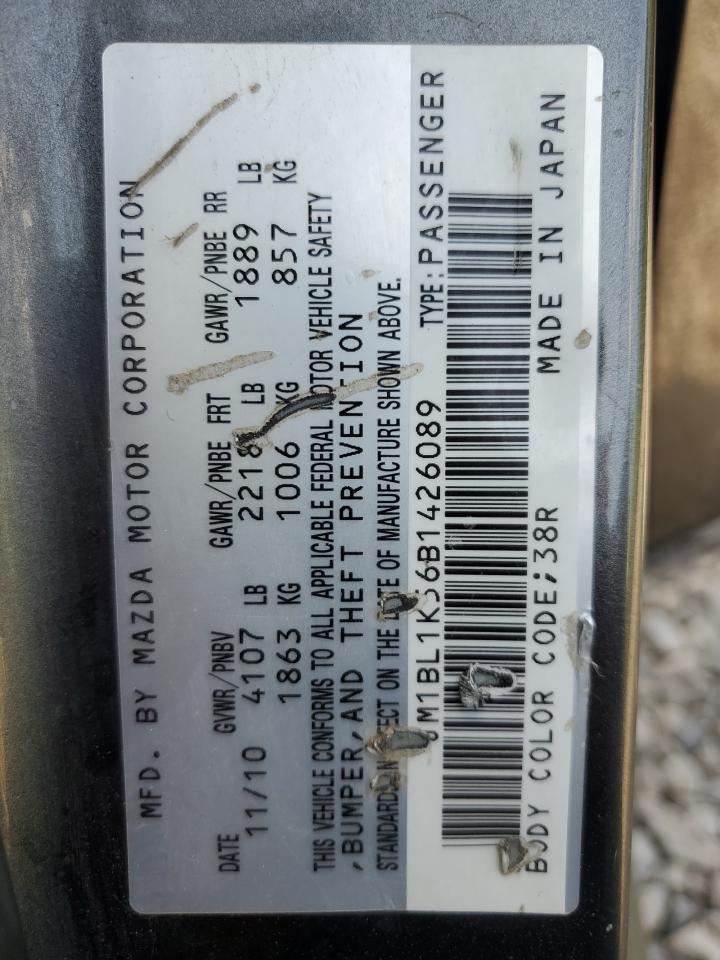 MFD. BY MAZDA MOTOR CORPORATION
DATE GVWR/PNBV GAWR/PNBE FRT GAWR/PNBE RR
11/10 4107 LB 2218 LB 1889 LB
1863 KG 1006 KG 857 KG
THIS VEHICLE CONFORMS TO ALL APPLICABLE FEDERAL MOTOR VEHICLE SAFETY
,BUMPER,AND THEFT PREVENTION
STANDARDS IN EFFECT ON THE DATE OF MANUFACTURE SHOWN ABOVE.
JM1BL1K56B1426089 TYPE:PASSENGER
BODY COLOR CODE;38R MADE IN JAPAN